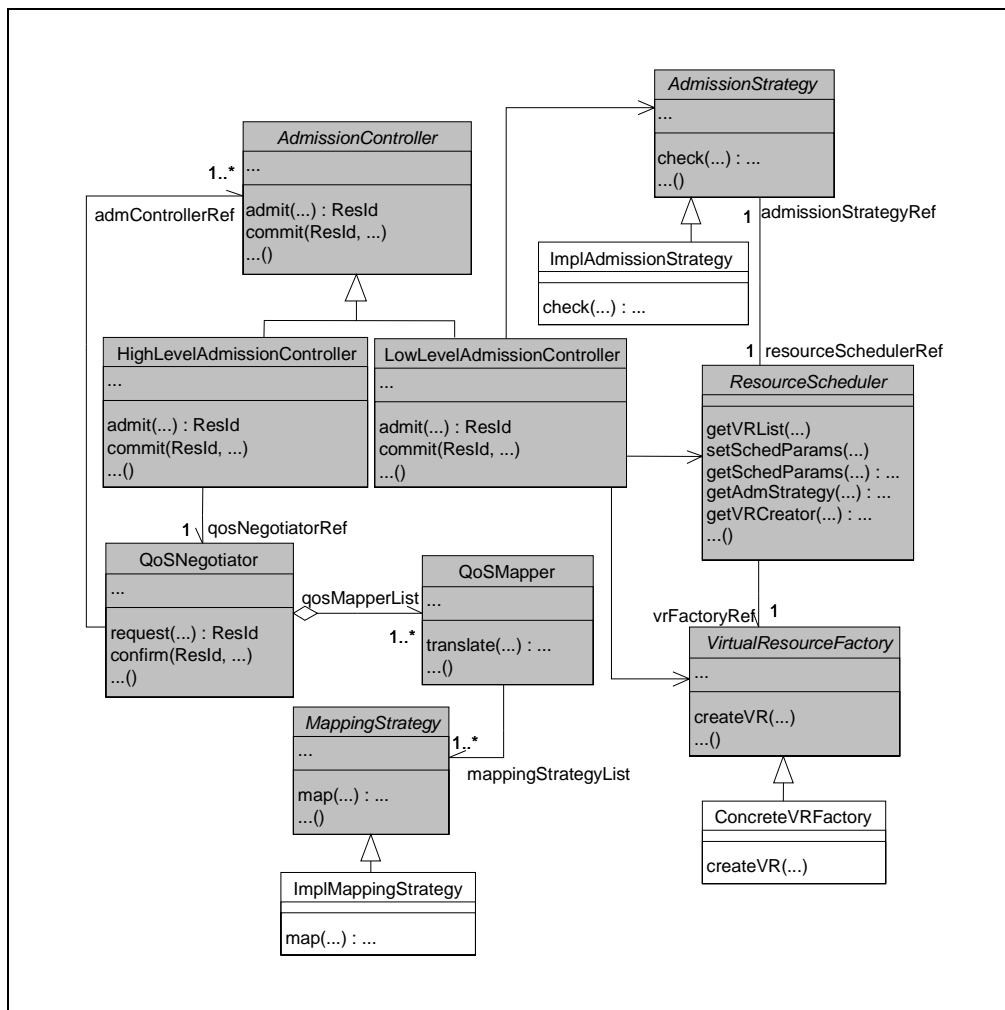 AdmissionStrategy
...
check(...) : ...
...()
AdmissionController
...
admit(...) : ResId
commit(ResId, ...)
...()
1..*
admControllerRef
1
admissionStrategyRef
ImplAdmissionStrategy
check(...) : ...
HighLevelAdmissionController
...
admit(...) : ResId
commit(ResId, ...)
...()
LowLevelAdmissionController
...
admit(...) : ResId
commit(ResId, ...)
...()
1
resourceSchedulerRef
ResourceScheduler
getVRList(...)
setSchedParams(...)
getSchedParams(...) : ...
getAdmStrategy(...) : ...
getVRCreator(...) : ...
...()
1
qosNegotiatorRef
QoSNegotiator
...
request(...) : ResId
confirm(ResId, ...)
...()
qosMapperList
1..*
QoSMapper
...
translate(...) : ...
...()
vrFactoryRef
1
VirtualResourceFactory
...
createVR(...)
...()
MappingStrategy
...
map(...) : ...
...()
1..*
mappingStrategyList
ConcreteVRFactory
createVR(...)
ImplMappingStrategy
map(...) : ...